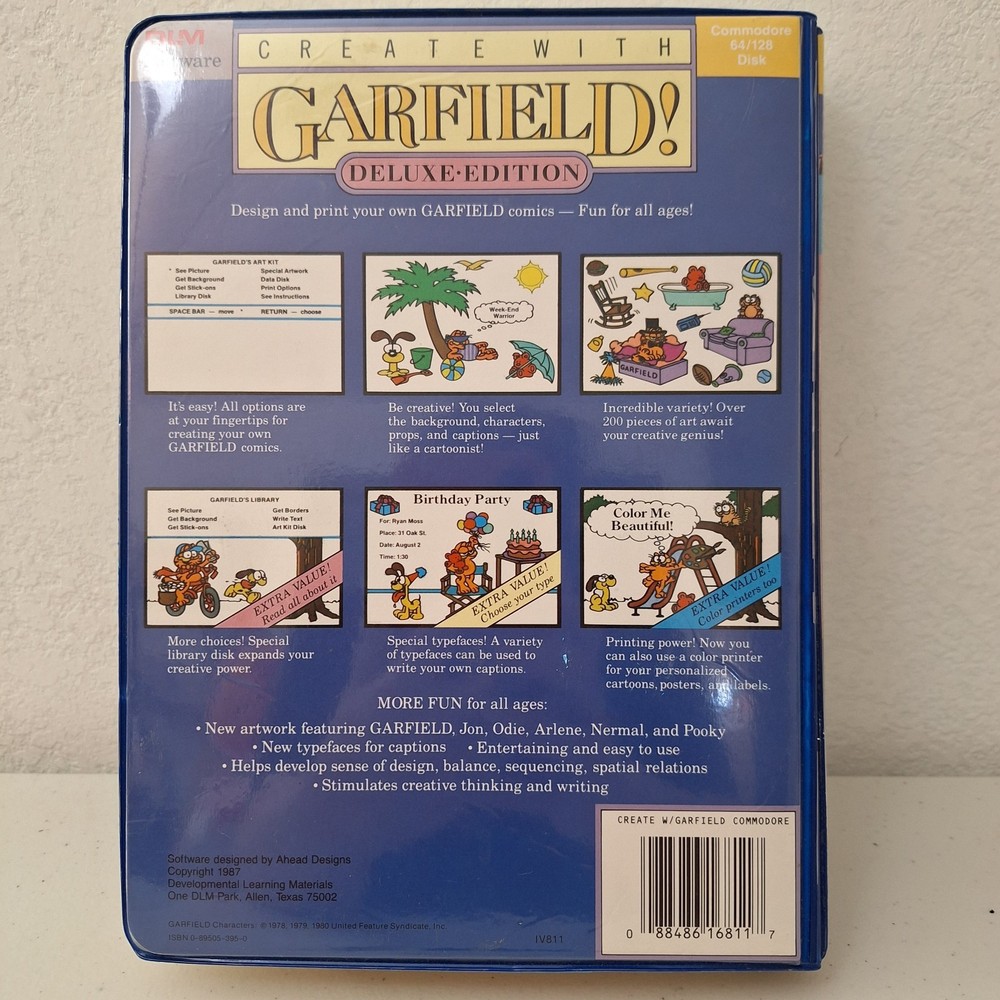 DLM
Software
CREATE WITH
Commodore
64/128
Disk
GARFIELD!
DELUXE·EDITION
Design and print your own GARFIELD comics — Fun for all ages!
GARFIELD'S ART KIT
* See Picture Special Artwork
Get Background Data Disk
Get Stick-ons Print Options
Library Disk See Instructions
SPACE BAR — move * RETURN — choose
Week-End
Warrior
GARFIELD
It's easy! All options are
at your fingertips for
creating your own
GARFIELD comics.
Be creative! You select
the background, characters,
props, and captions — just
like a cartoonist!
Incredible variety! Over
200 pieces of art await
your creative genius!
GARFIELD'S LIBRARY
See Picture Get Borders
Get Background Write Text
Get Stick-ons Art Kit Disk
EXTRA VALUE!
Read all about it
Birthday Party
For: Ryan Moss
Place: 31 Oak St.
Date: August 2
Time: 1:30
EXTRA VALUE!
Choose your type
Color Me
Beautiful!
EXTRA VALUE!
Color printers too
More choices! Special
library disk expands your
creative power.
Special typefaces! A variety
of typefaces can be used to
write your own captions.
Printing power! Now you
can also use a color printer
for your personalized
cartoons, posters, and labels.
MORE FUN for all ages:
• New artwork featuring GARFIELD, Jon, Odie, Arlene, Nermal, and Pooky
• New typefaces for captions • Entertaining and easy to use
• Helps develop sense of design, balance, sequencing, spatial relations
• Stimulates creative thinking and writing
CREATE W/GARFIELD COMMODORE
0 88486 16811 7
Software designed by Ahead Designs
Copyright 1987
Developmental Learning Materials
One DLM Park, Allen, Texas 75002
GARFIELD Characters: © 1978, 1979, 1980 United Feature Syndicate, Inc.
ISBN 0-89505-395-0
IV811